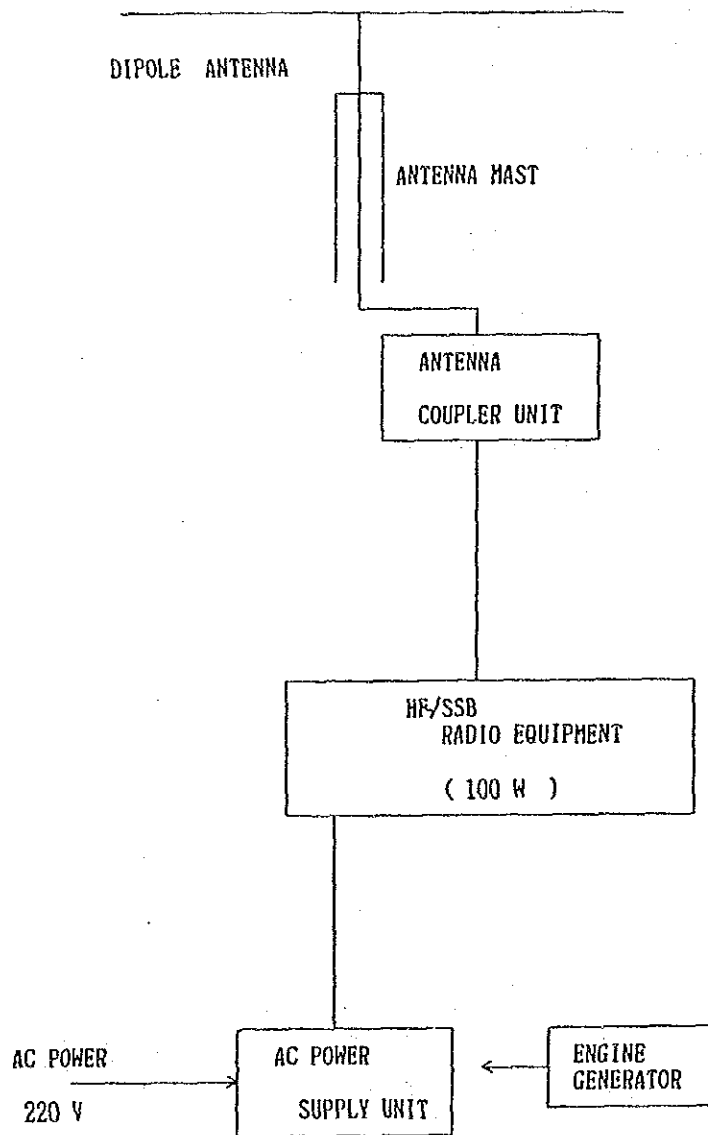 DIPOLE ANTENNA
ANTENNA MAST
ANTENNA
COUPLER UNIT
HF/SSB
RADIO EQUIPMENT
( 100 W )
AC POWER
220 V
AC POWER
SUPPLY UNIT
ENGINE
GENERATOR